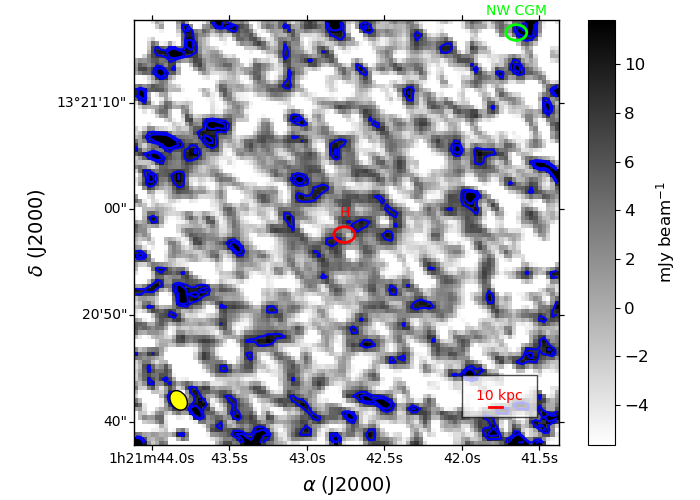 NW CGM
13°21'10"
00"
20'50"
40"
H
10 kpc
1h21m44.0s 43.5s 43.0s 42.5s 42.0s 41.5s
α (J2000)
δ (J2000)
10
8
6
4
2
0
−2
−4
mJy beam⁻¹